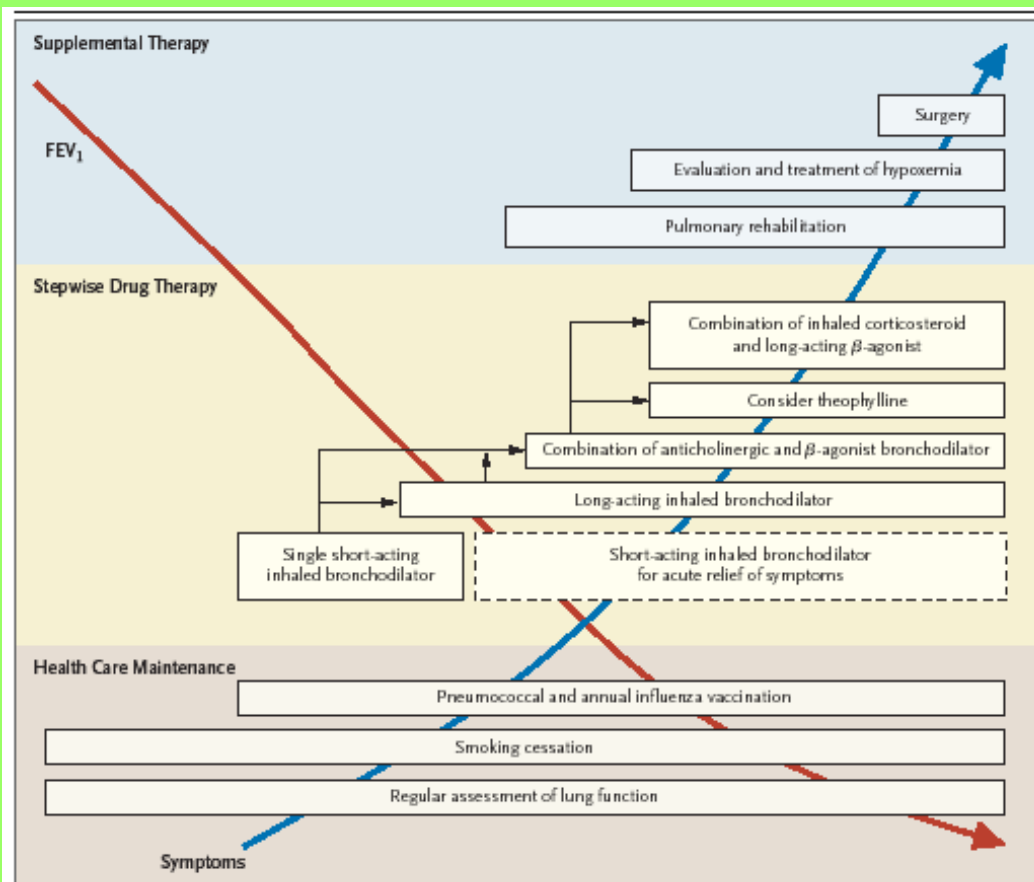 Supplemental Therapy
FEV₁
Surgery
Evaluation and treatment of hypoxemia
Pulmonary rehabilitation
Stepwise Drug Therapy
Combination of inhaled corticosteroid
and long-acting β-agonist
Consider theophylline
Combination of anticholinergic and β-agonist bronchodilator
Long-acting inhaled bronchodilator
Single short-acting
inhaled bronchodilator
Short-acting inhaled bronchodilator
for acute relief of symptoms
Health Care Maintenance
Pneumococcal and annual influenza vaccination
Smoking cessation
Regular assessment of lung function
Symptoms